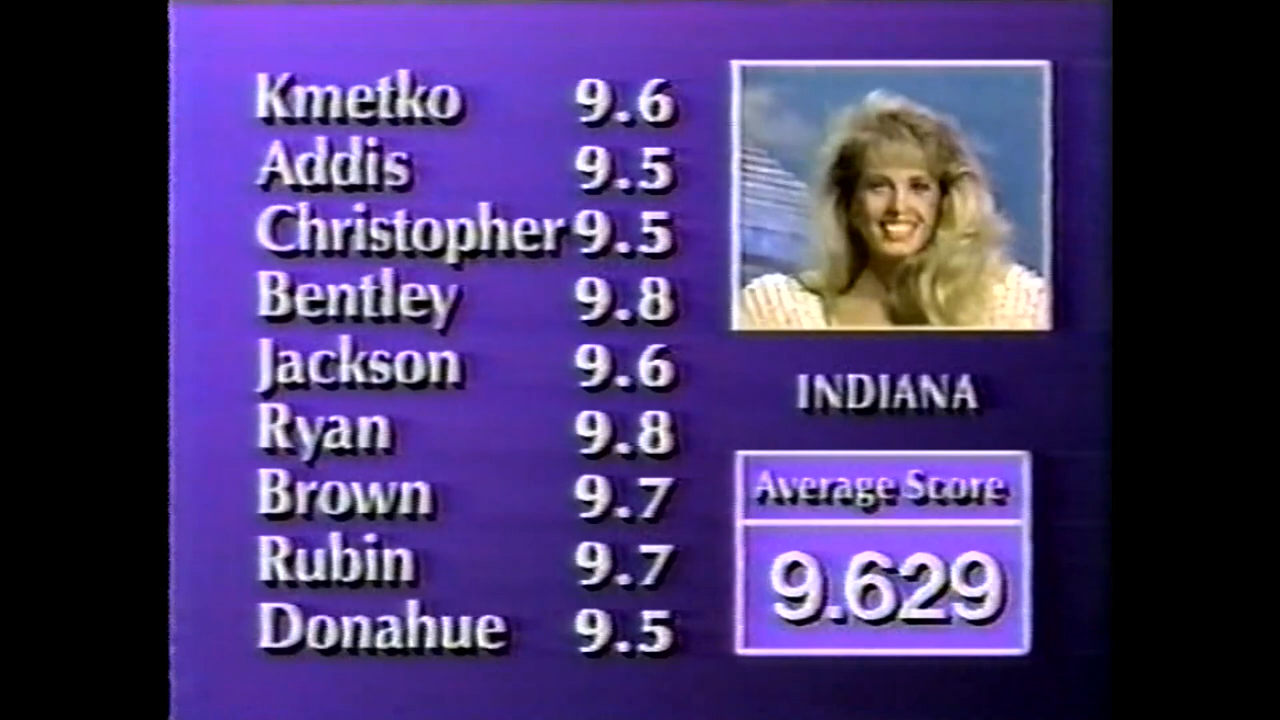 Kmetko 9.6
Addis 9.5
Christopher 9.5
Bentley 9.8
Jackson 9.6
Ryan 9.8
Brown 9.7
Rubin 9.7
Donahue 9.5
INDIANA
Average Score
9.629